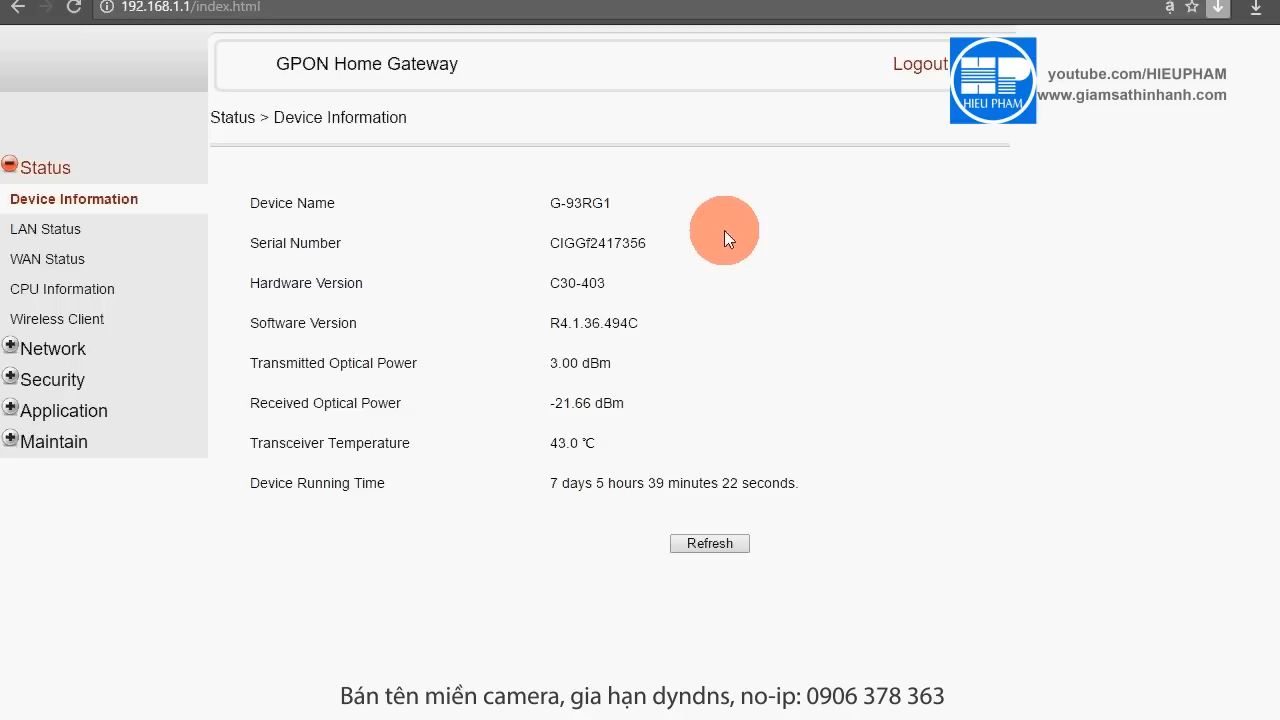 192.168.1.1/index.html
GPON Home Gateway
Logout
HIEU PHAM
youtube.com/HIEUPHAM
www.giamsathinhanh.com
Status > Device Information
Status
Device Information
LAN Status
WAN Status
CPU Information
Wireless Client
Network
Security
Application
Maintain
Device Name G-93RG1
Serial Number CIGGf2417356
Hardware Version C30-403
Software Version R4.1.36.494C
Transmitted Optical Power 3.00 dBm
Received Optical Power -21.66 dBm
Transceiver Temperature 43.0 ℃
Device Running Time 7 days 5 hours 39 minutes 22 seconds.
Refresh
Bán tên miền camera, gia hạn dyndns, no-ip: 0906 378 363